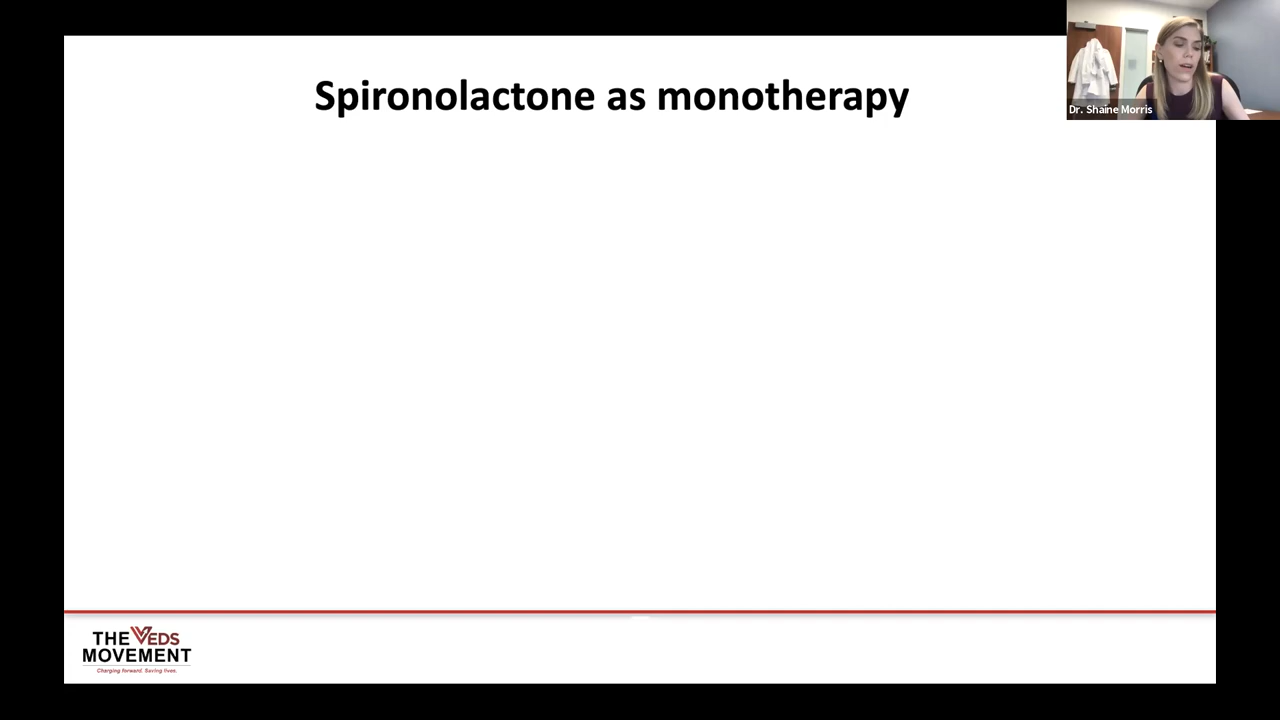 Spironolactone as monotherapy
Dr. Shaine Morris
THE VEDS
MOVEMENT
Charging forward. Saving lives.